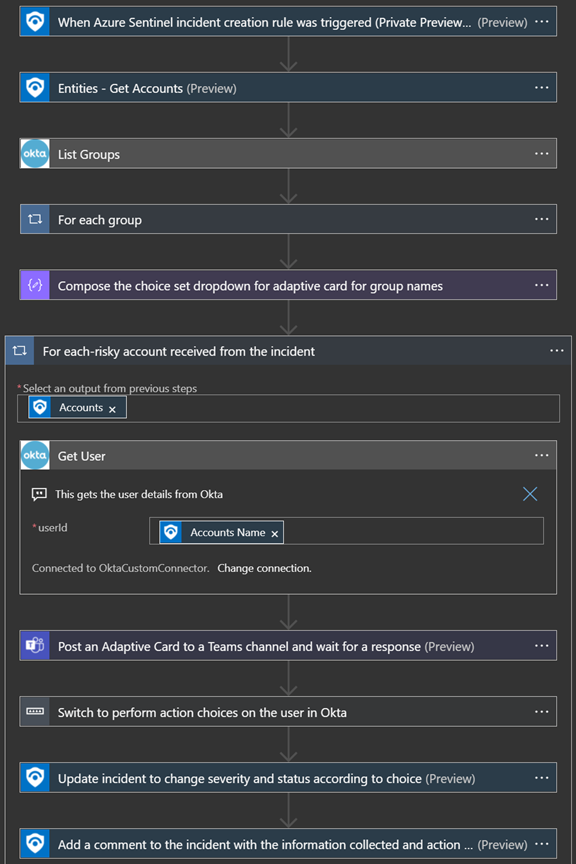 When Azure Sentinel incident creation rule was triggered (Private Preview... (Preview) ...
Entities - Get Accounts (Preview) ...
okta List Groups ...
For each group ...
Compose the choice set dropdown for adaptive card for group names ...
For each-risky account received from the incident ...
*Select an output from previous steps
Accounts ×
okta Get User ...
This gets the user details from Okta
*userId Accounts Name ×
Connected to OktaCustomConnector. Change connection.
Post an Adaptive Card to a Teams channel and wait for a response (Preview) ...
Switch to perform action choices on the user in Okta ...
Update incident to change severity and status according to choice (Preview) ...
Add a comment to the incident with the information collected and action ... (Preview) ...